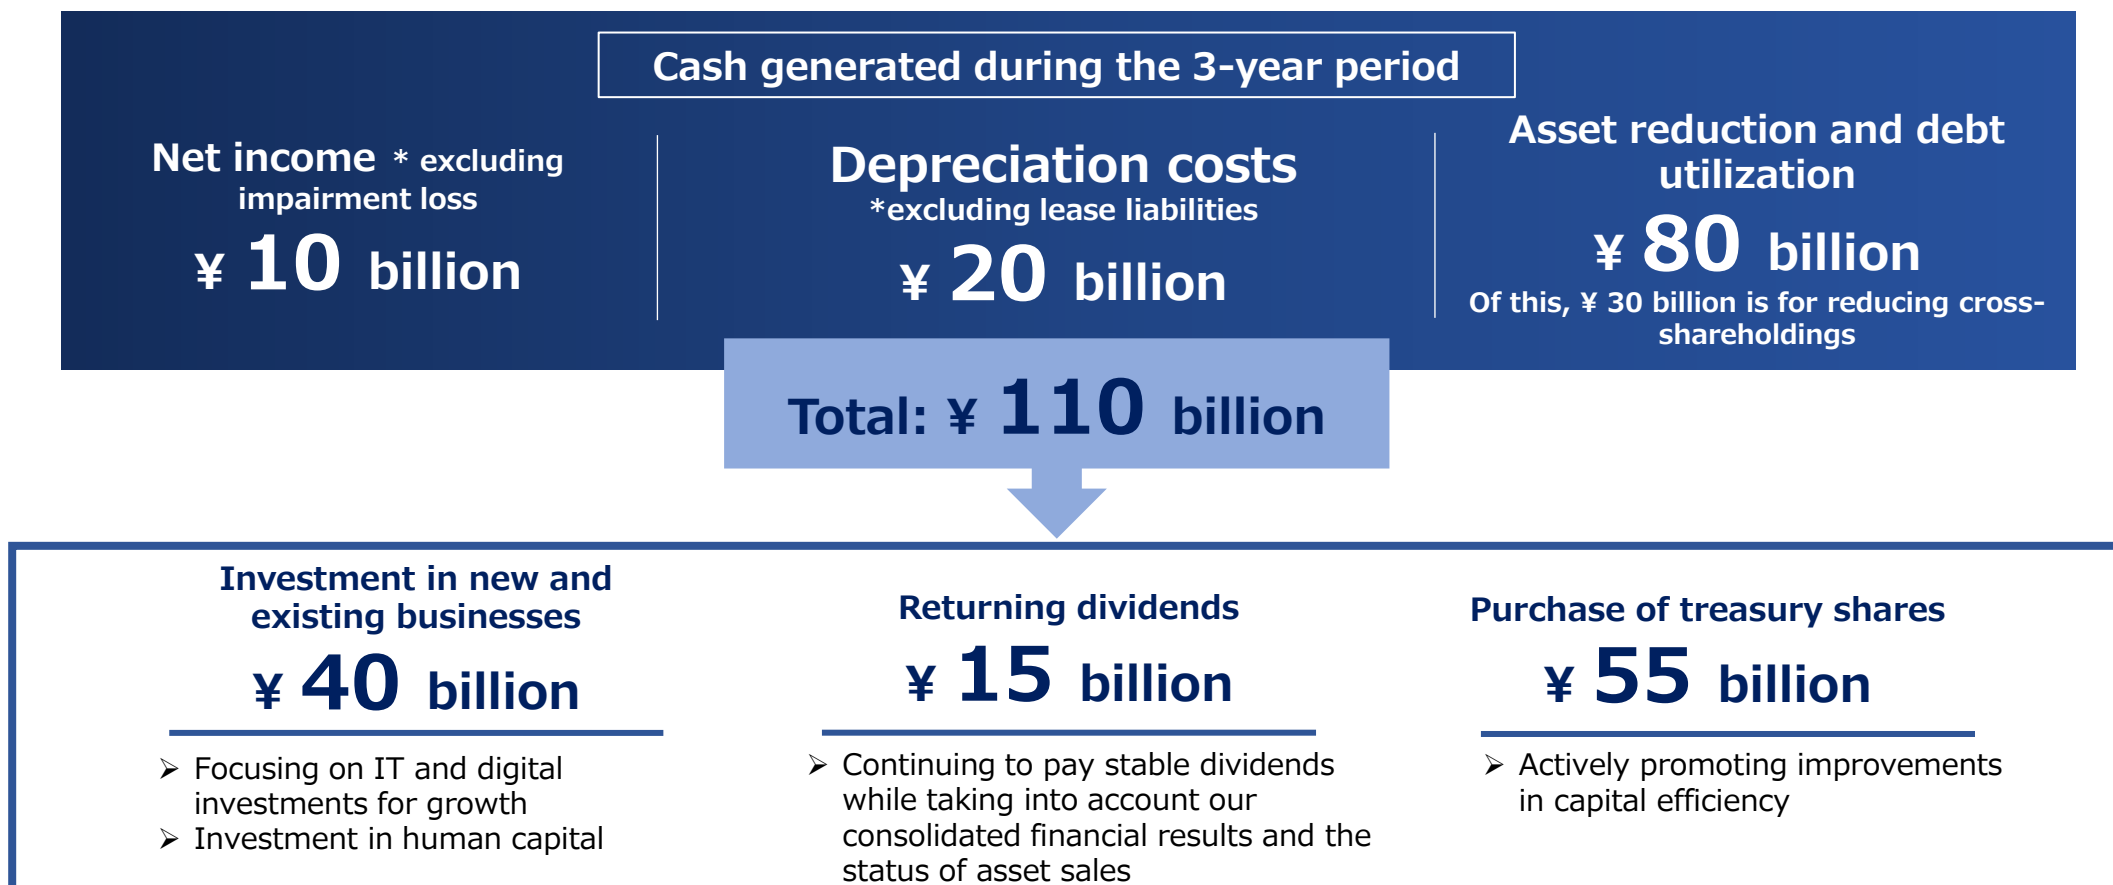 Cash generated during the 3-year period
Net income * excluding
impairment loss
¥ 10 billion
Depreciation costs
*excluding lease liabilities
¥ 20 billion
Asset reduction and debt
utilization
¥ 80 billion
Of this, ¥ 30 billion is for reducing cross-
shareholdings
Total: ¥ 110 billion
Investment in new and
existing businesses
¥ 40 billion
➢ Focusing on IT and digital
investments for growth
➢ Investment in human capital
Returning dividends
¥ 15 billion
➢ Continuing to pay stable dividends
while taking into account our
consolidated financial results and the
status of asset sales
Purchase of treasury shares
¥ 55 billion
➢ Actively promoting improvements
in capital efficiency